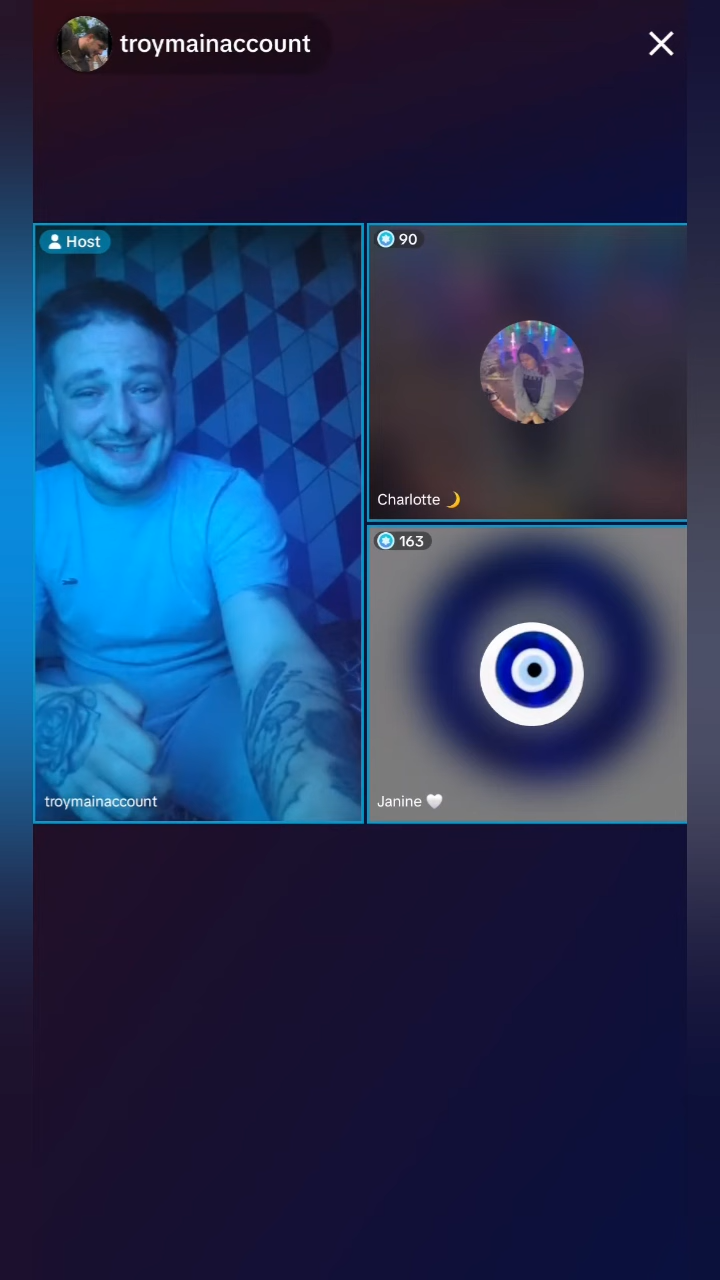 troymainaccount
Host
troymainaccount
90
Charlotte 🌙
163
Janine 🤍